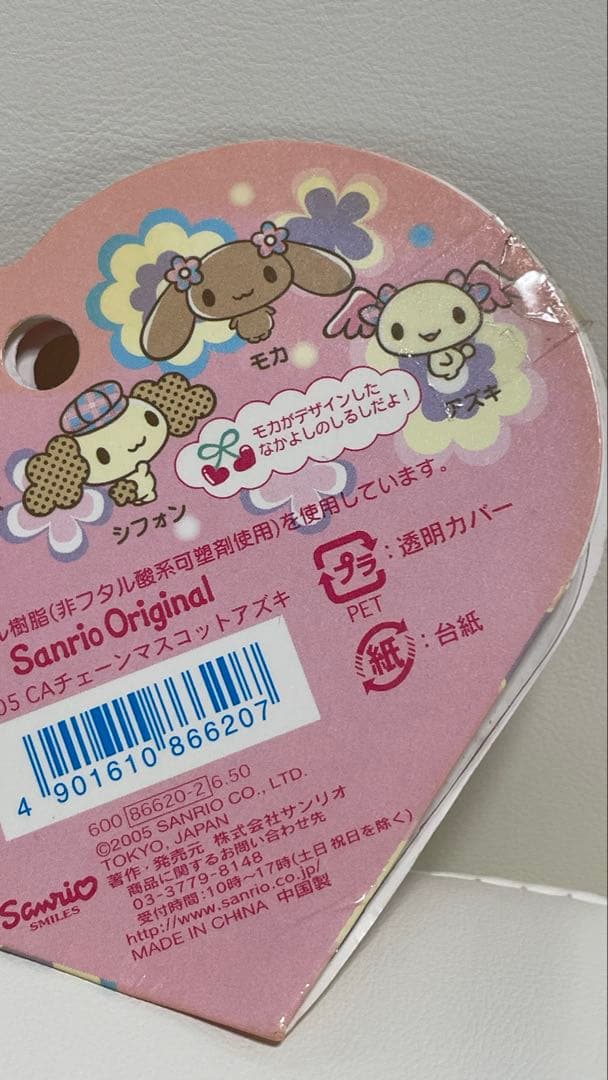 モカ
アズキ
モカがデザインした
なかよしのしるしだよ！
シフォン
樹脂(非フタル酸系可塑剤使用)を使用しています。
Sanrio Original
05 CAチェーンマスコットアズキ
プラ
:透明カバー
PET
紙
:台紙
4 901610 866207
600 86620-2 6.50
©2005 SANRIO CO., LTD.
TOKYO, JAPAN
著作・発売元 株式会社サンリオ
商品に関するお問い合わせ先
03-3779-8148
受付時間:10時〜17時(土日祝日を除く)
http://www.sanrio.co.jp/
MADE IN CHINA 中国製
Sanrio
SMILES